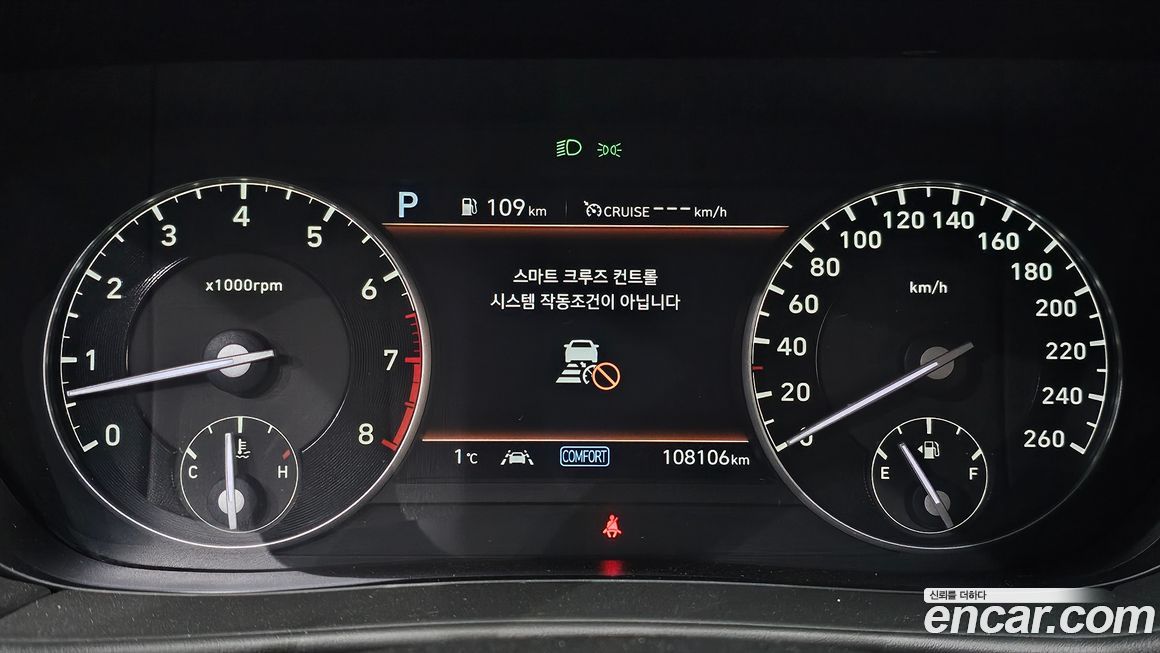 P 109 km CRUISE --- km/h
스마트 크루즈 컨트롤
시스템 작동조건이 아닙니다
1 ℃ COMFORT 108106 km
x1000rpm
0 1 2 3 4 5 6 7 8
C H
km/h
0 20 40 60 80 100 120 140 160 180 200 220 240 260
E F
신뢰를 더하다
encar.com